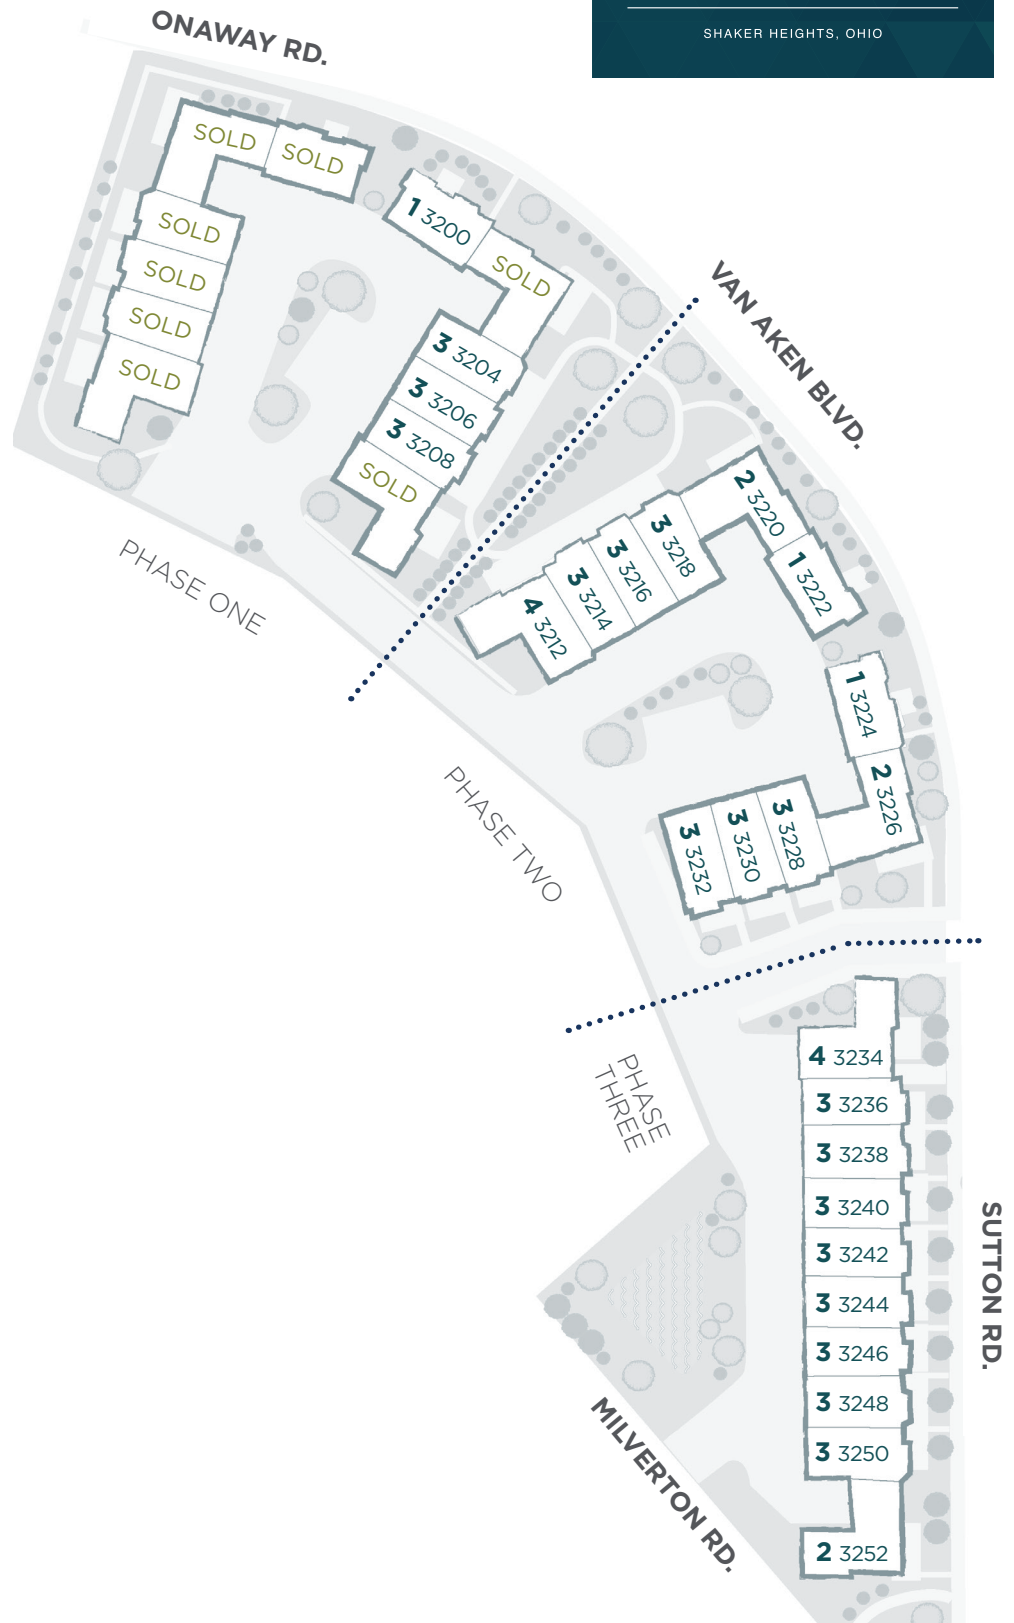 SHAKER HEIGHTS, OHIO
ONAWAY RD.
SOLD
SOLD
SOLD
SOLD
SOLD
SOLD
1 3200
SOLD
3 3204
3 3206
3 3208
SOLD
VAN AKEN BLVD.
PHASE ONE
2 3220
1 3222
3 3218
3 3216
3 3214
4 3212
1 3224
2 3226
3 3228
3 3230
3 3232
PHASE TWO
PHASE
THREE
4 3234
3 3236
3 3238
3 3240
3 3242
3 3244
3 3246
3 3248
3 3250
2 3252
SUTTON RD.
MILVERTON RD.